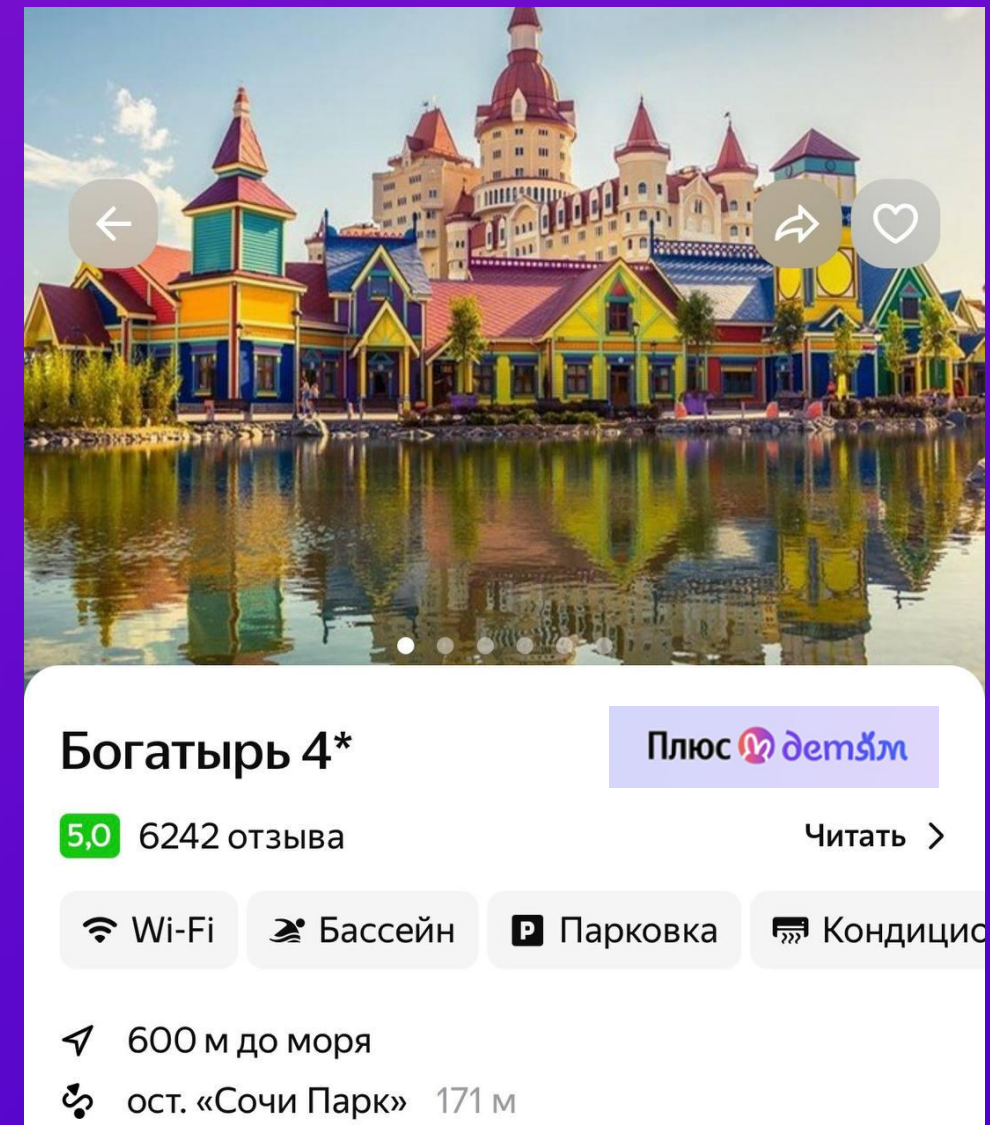 Богатырь 4*
Плюс детям
5,0 6242 отзыва
Читать
Wi-Fi
Бассейн
P Парковка
Кондицио
600 м до моря
ост. «Сочи Парк» 171 м